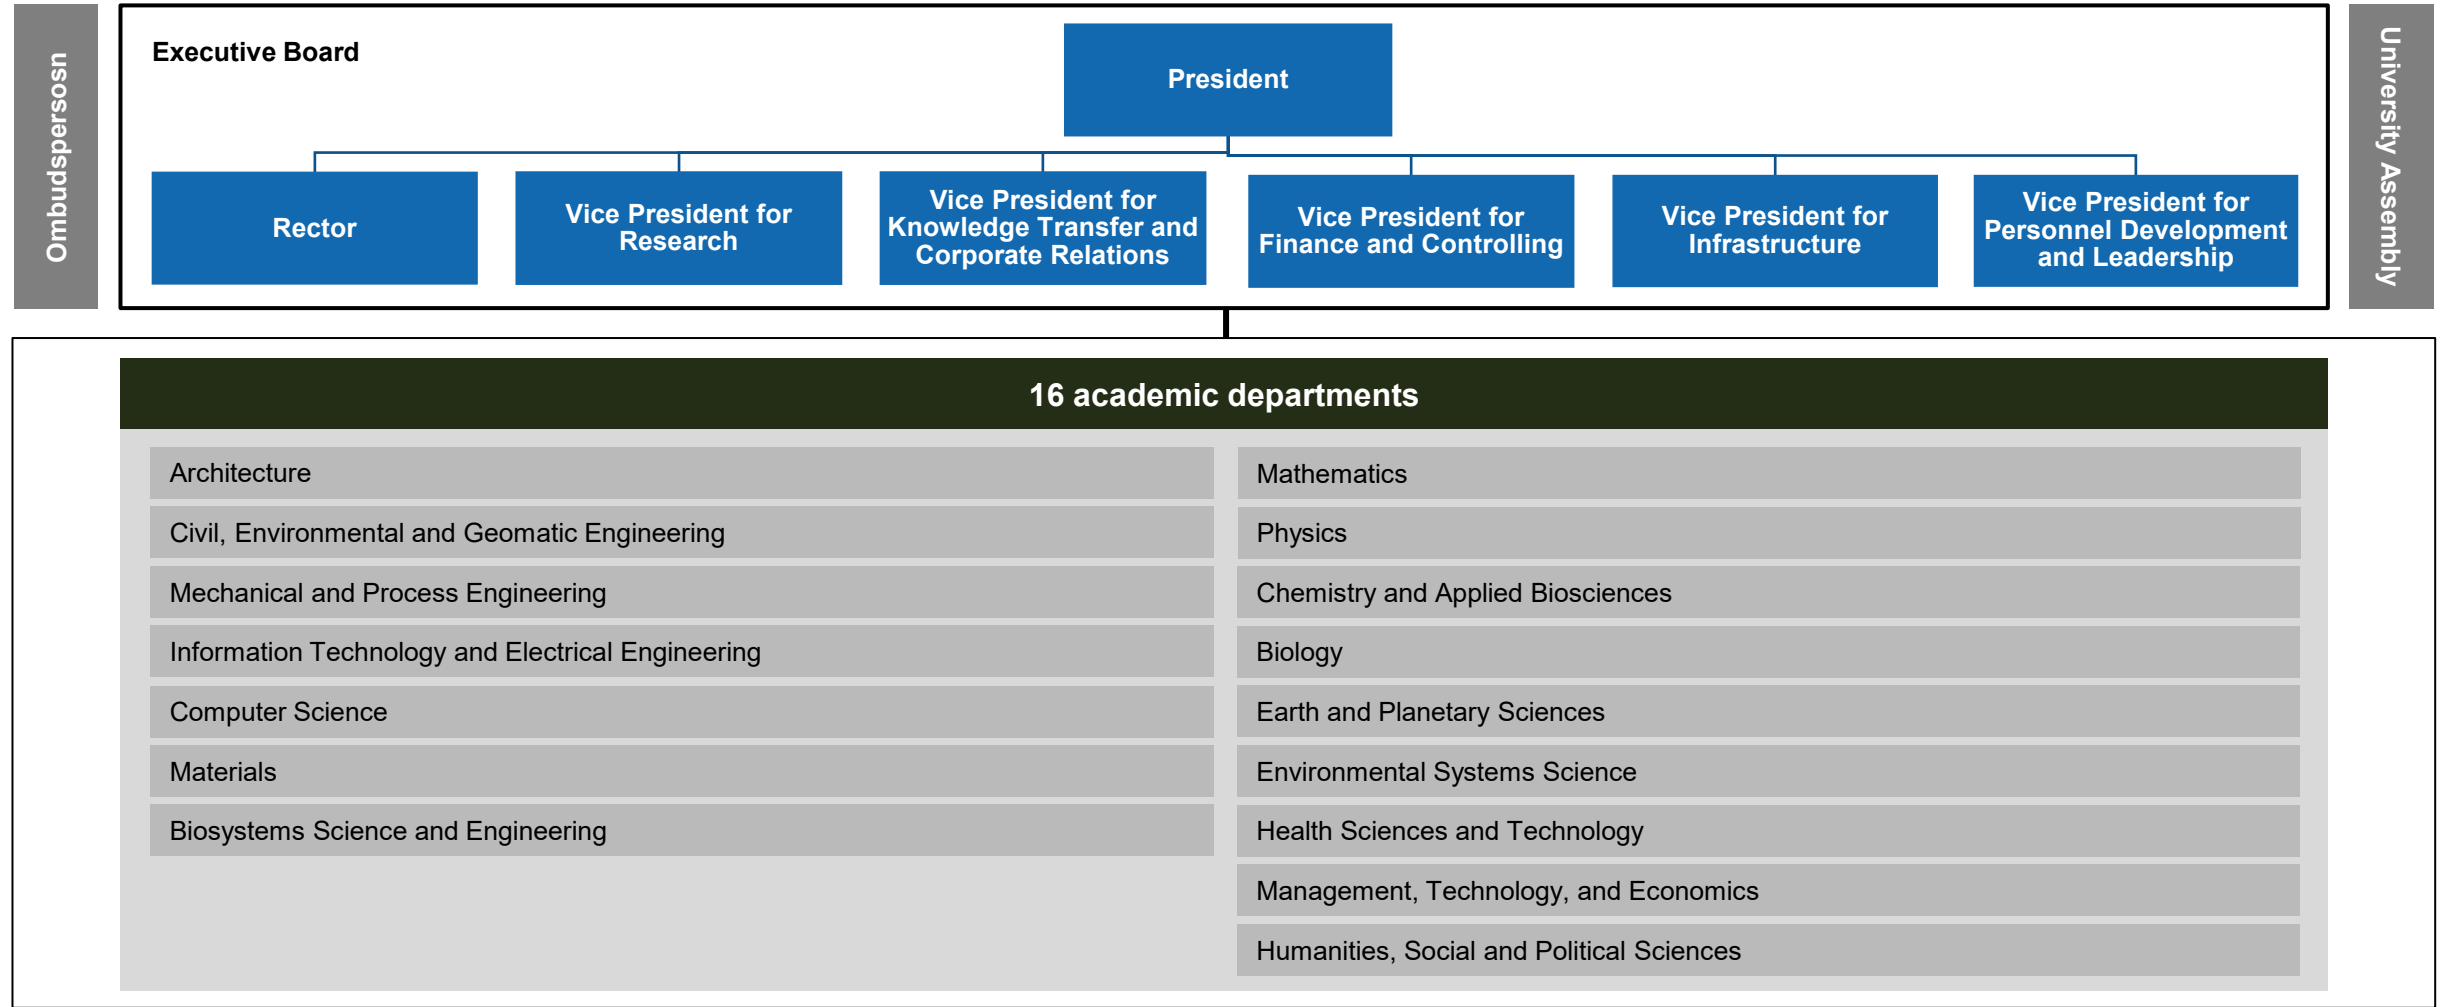 Ombudspersosn
Executive Board
President
University Assembly
Rector
Vice President for
Research
Vice President for
Knowledge Transfer and
Corporate Relations
Vice President for
Finance and Controlling
Vice President for
Infrastructure
Vice President for
Personnel Development
and Leadership
16 academic departments
Architecture
Civil, Environmental and Geomatic Engineering
Mechanical and Process Engineering
Information Technology and Electrical Engineering
Computer Science
Materials
Biosystems Science and Engineering
Mathematics
Physics
Chemistry and Applied Biosciences
Biology
Earth and Planetary Sciences
Environmental Systems Science
Health Sciences and Technology
Management, Technology, and Economics
Humanities, Social and Political Sciences